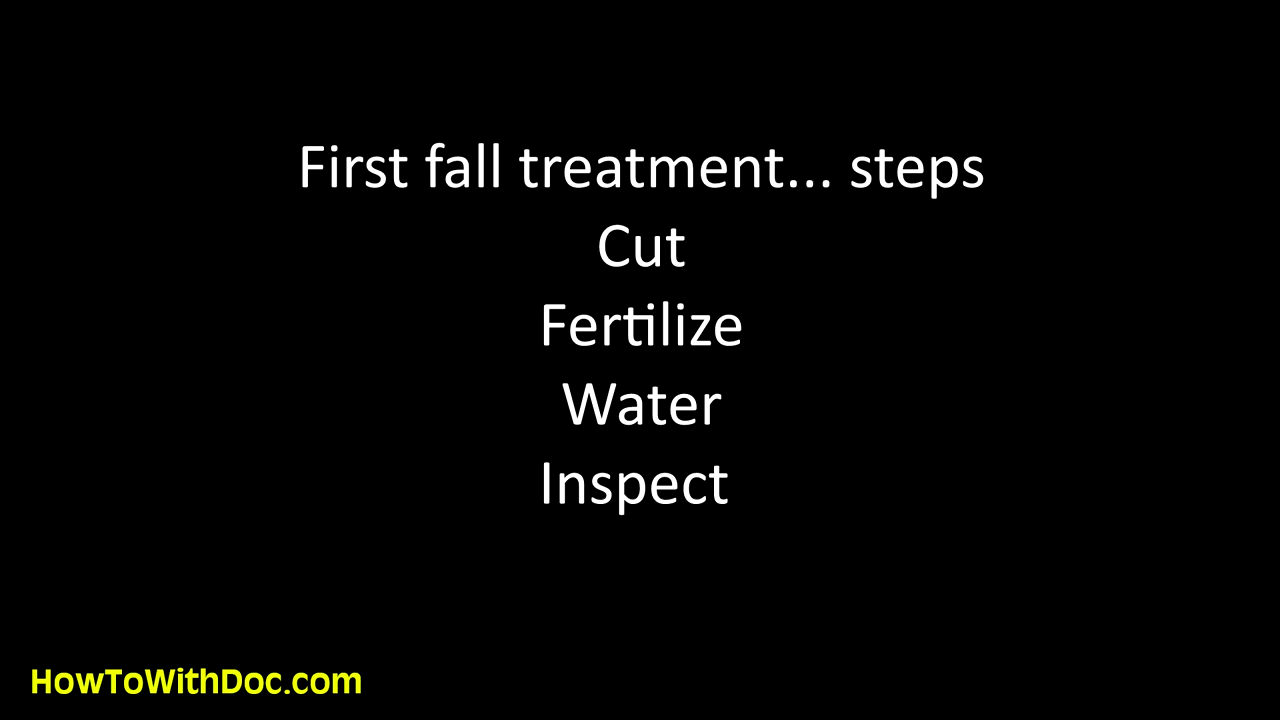 First fall treatment... steps
Cut
Fertilize
Water
Inspect
HowToWithDoc.com